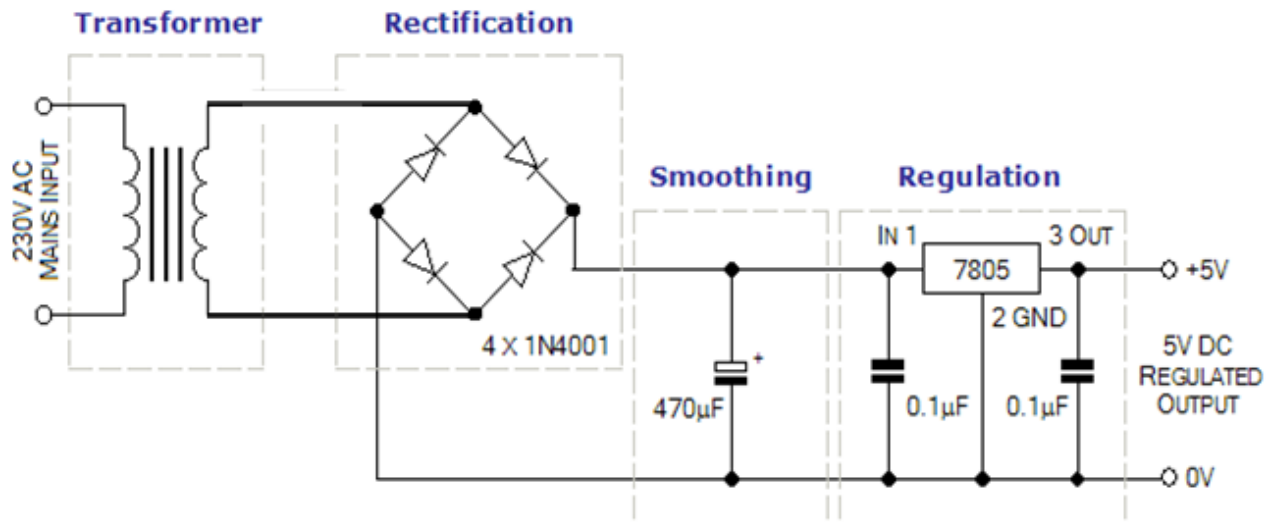 Transformer
Rectification
230V AC
MAINS INPUT
4 X 1N4001
Smoothing
+
470µF
Regulation
IN 1
3 OUT
7805
2 GND
0.1µF
0.1µF
+5V
5V DC
REGULATED
OUTPUT
0V